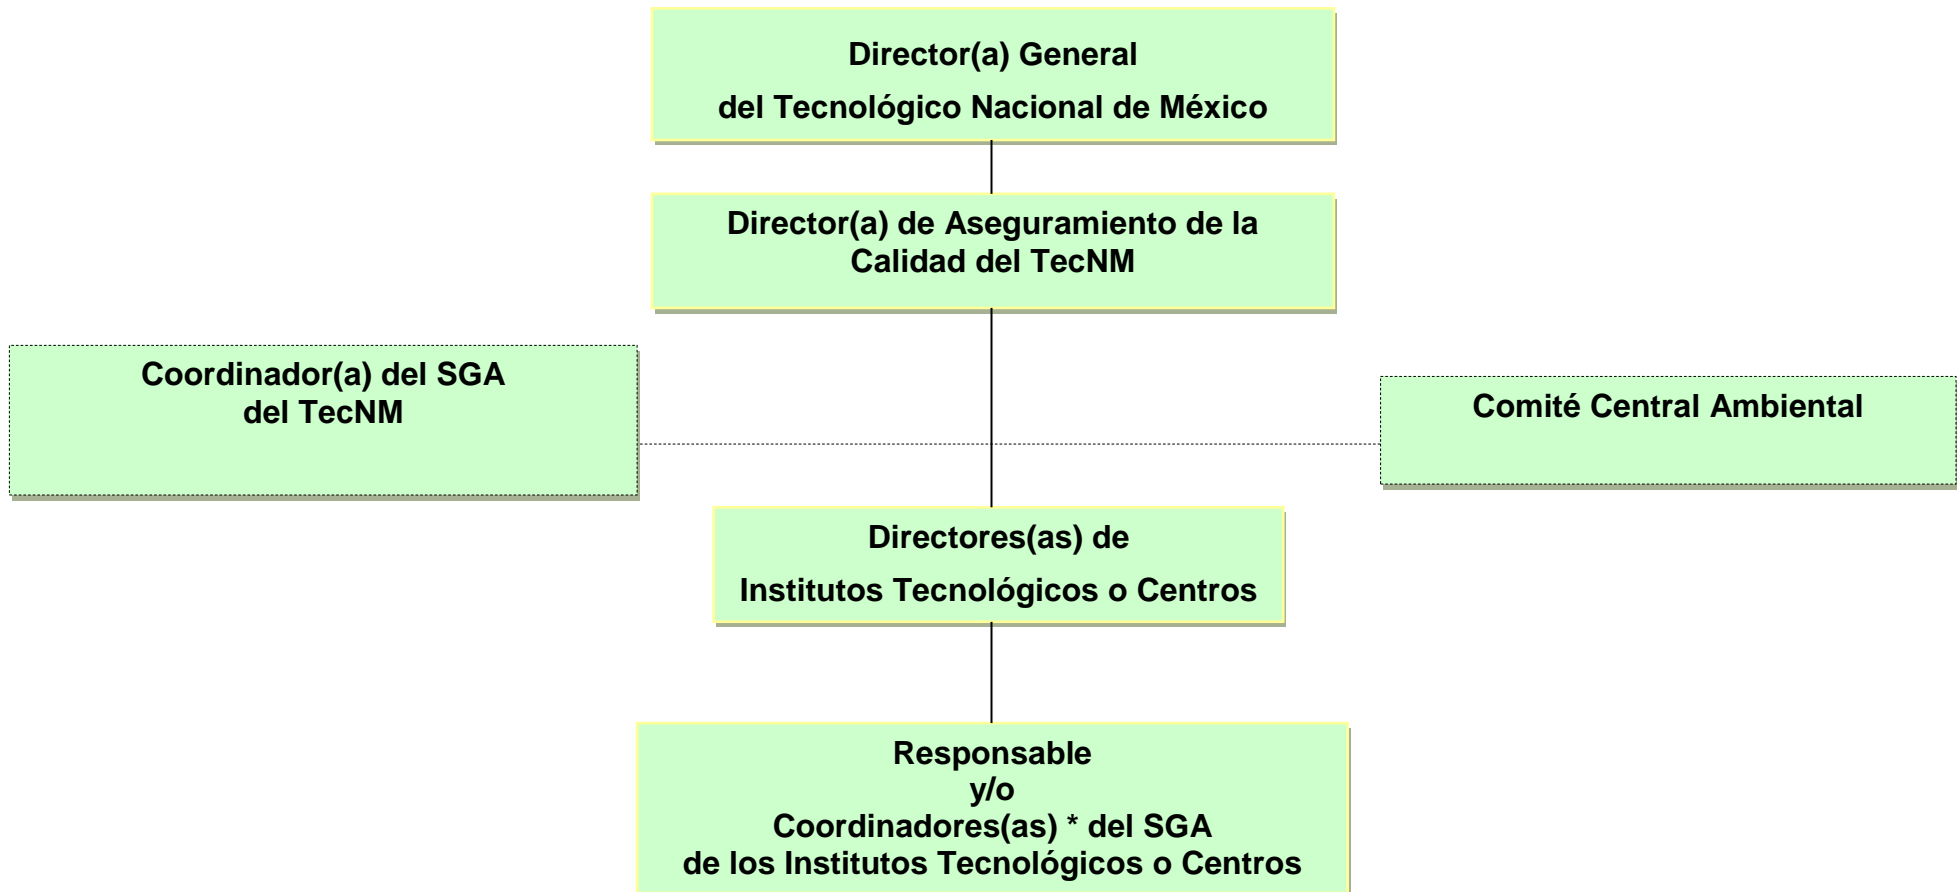 Director(a) General
del Tecnológico Nacional de México
Director(a) de Aseguramiento de la
Calidad del TecNM
Coordinador(a) del SGA
del TecNM
Comité Central Ambiental
Directores(as) de
Institutos Tecnológicos o Centros
Responsable
y/o
Coordinadores(as) * del SGA
de los Institutos Tecnológicos o Centros